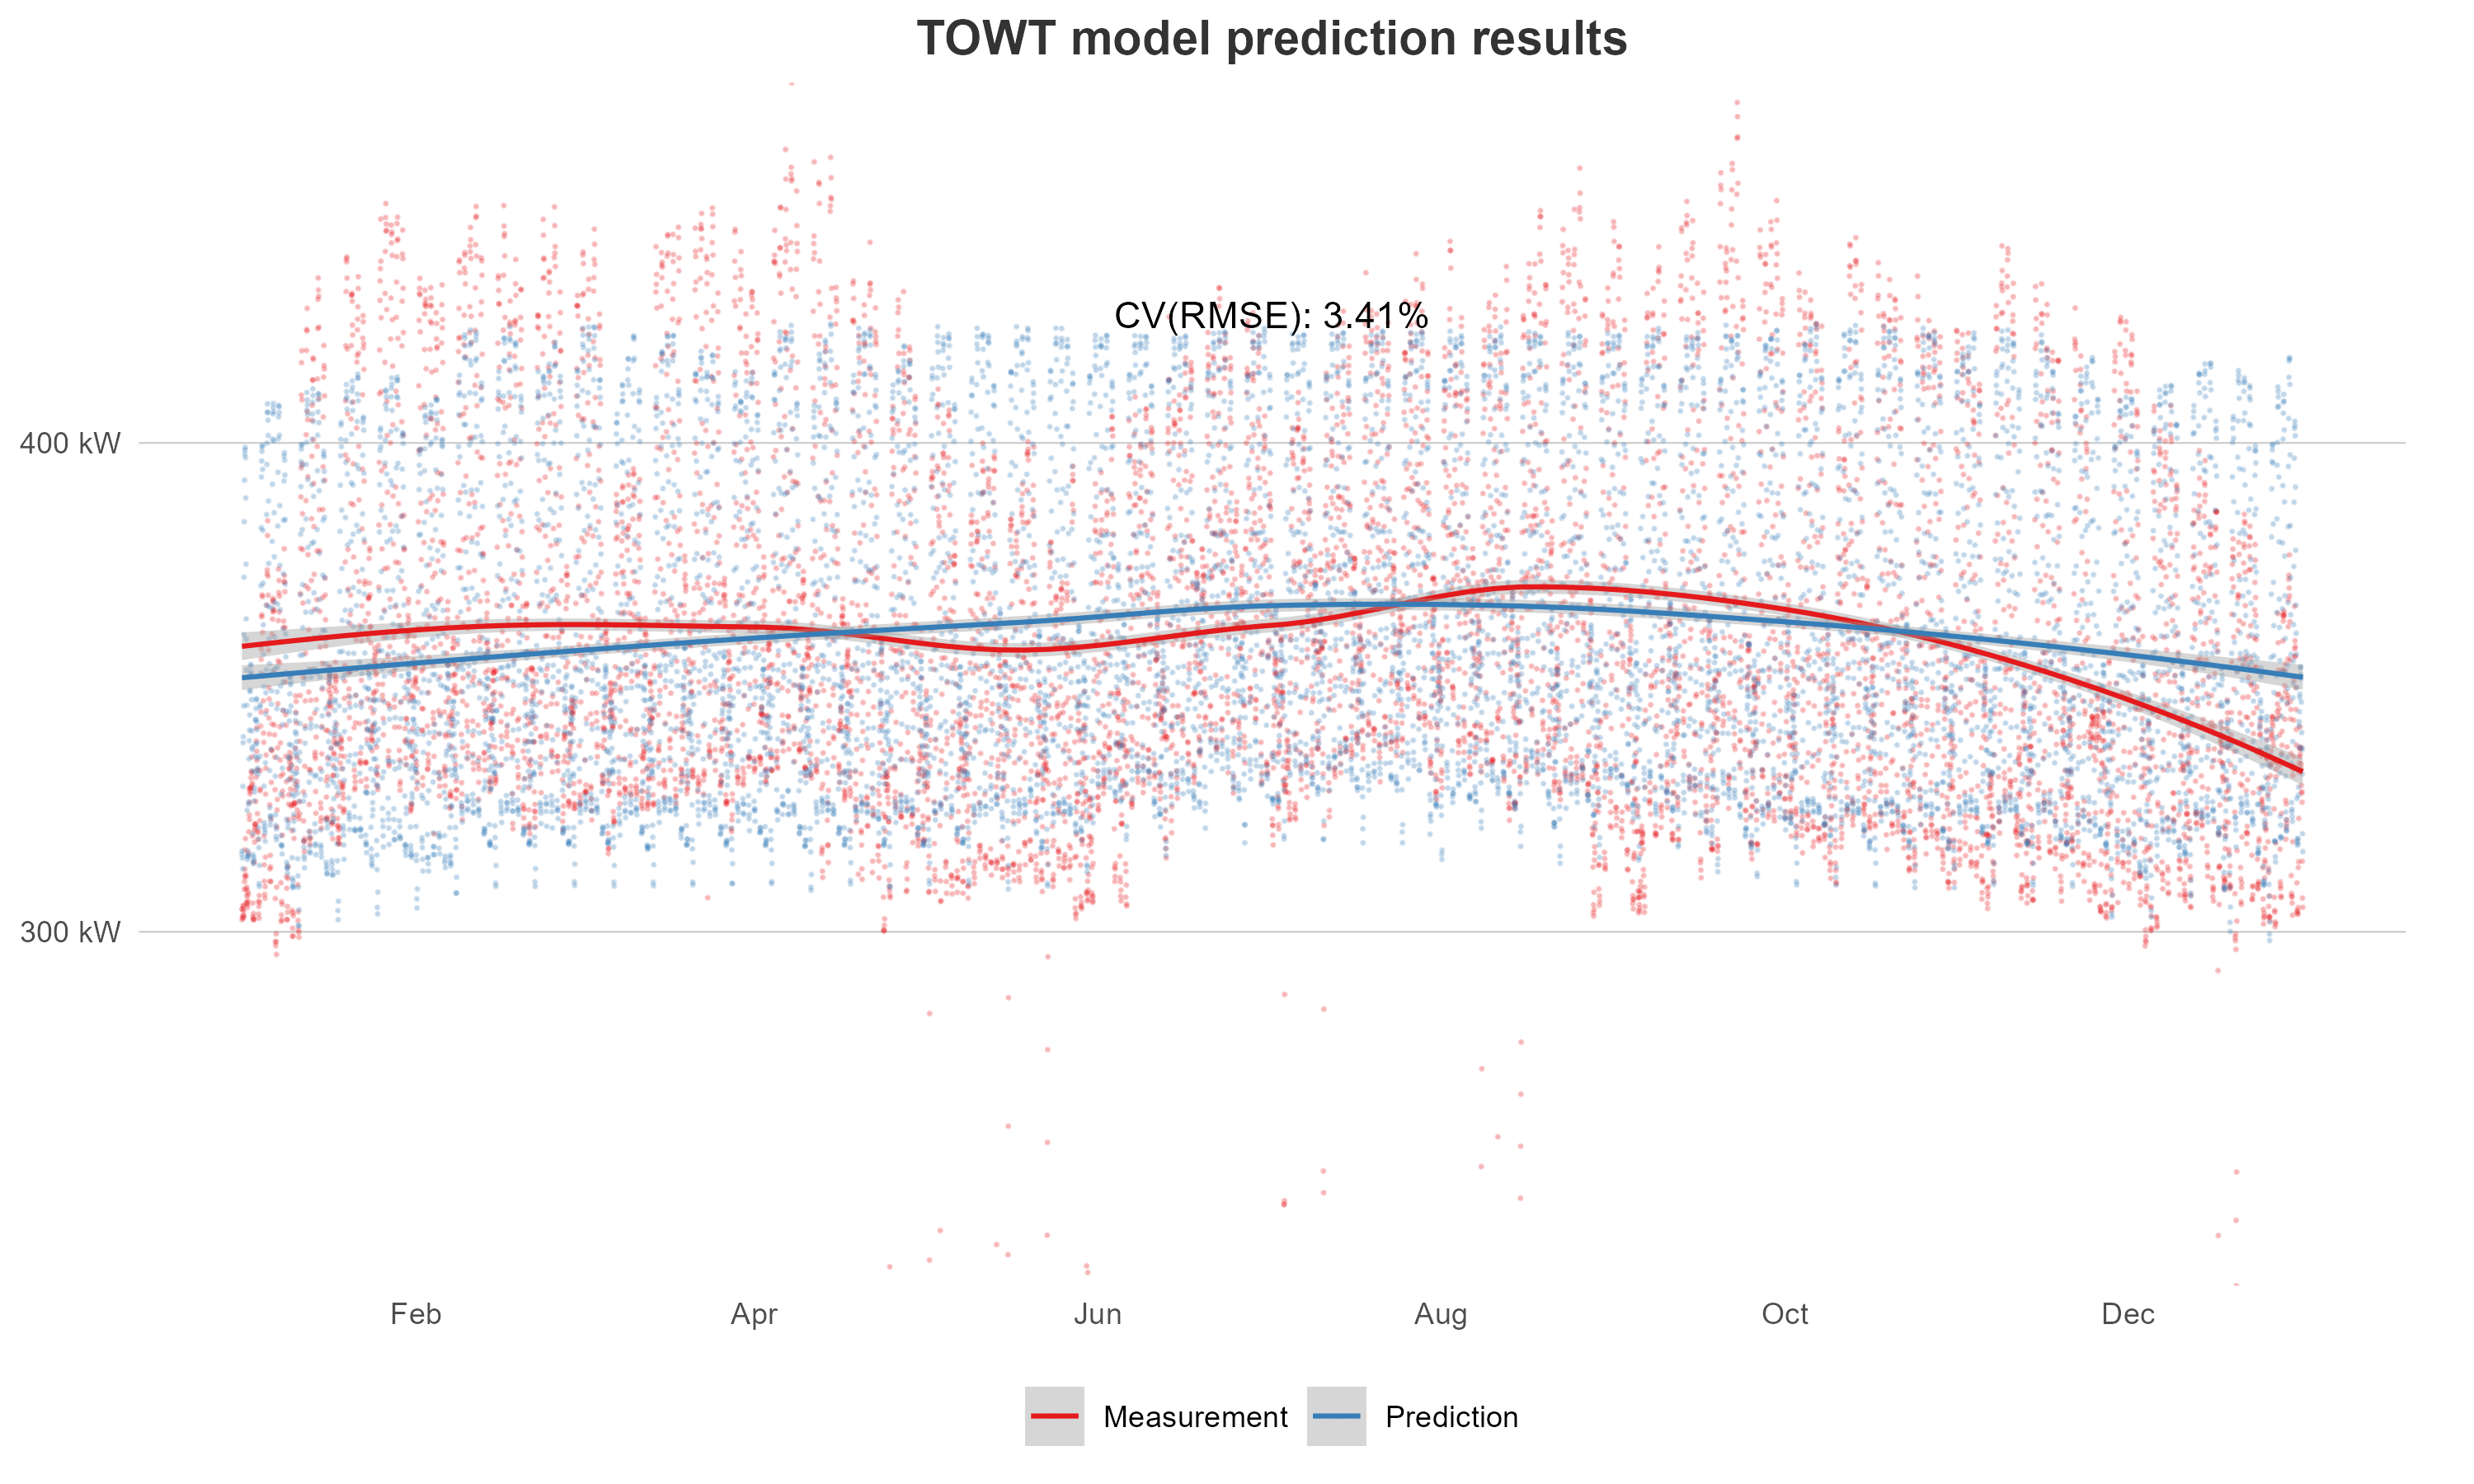 TOWT model prediction results
CV(RMSE): 3.41%
400 kW
300 kW
Feb Apr Jun Aug Oct Dec
Measurement Prediction